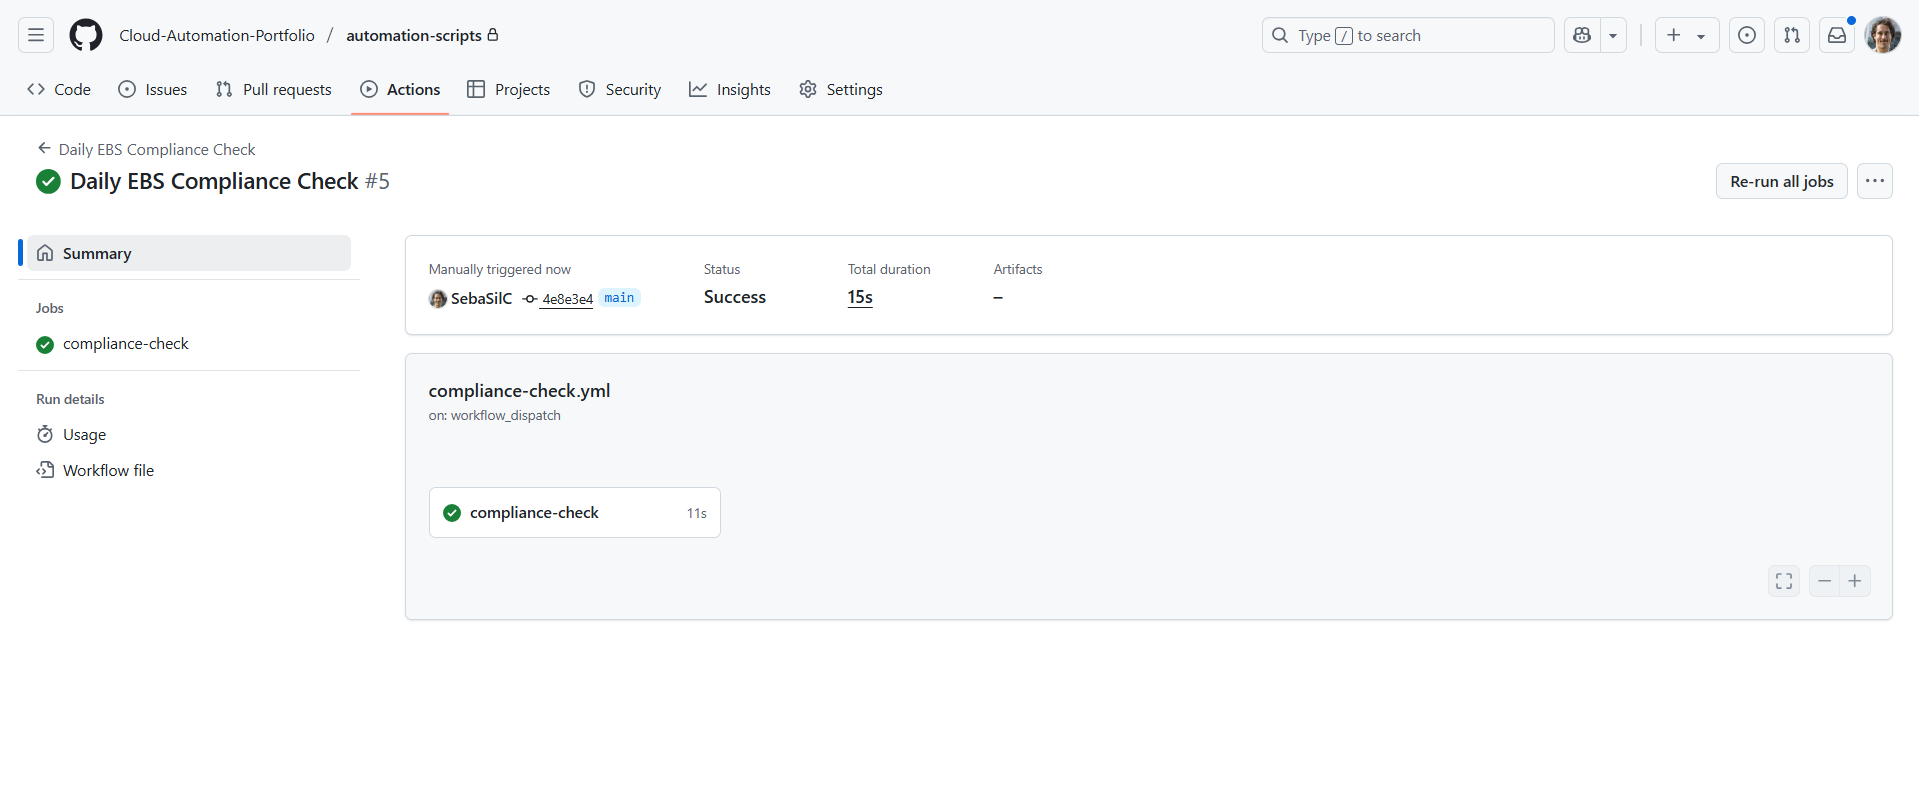 Cloud-Automation-Portfolio / automation-scripts
Type / to search
Code Issues Pull requests Actions Projects Security Insights Settings
Daily EBS Compliance Check
Daily EBS Compliance Check #5
Re-run all jobs
Summary
Jobs
compliance-check
Run details
Usage
Workflow file
Manually triggered now
SebaSilC 4e8e3e4 main
Status
Success
Total duration
15s
Artifacts
–
compliance-check.yml
on: workflow_dispatch
compliance-check 11s